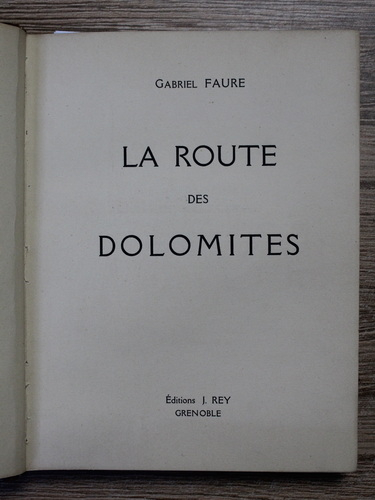 Gabriel FAURE
LA ROUTE
DES
DOLOMITES
Éditions J. REY
GRENOBLE